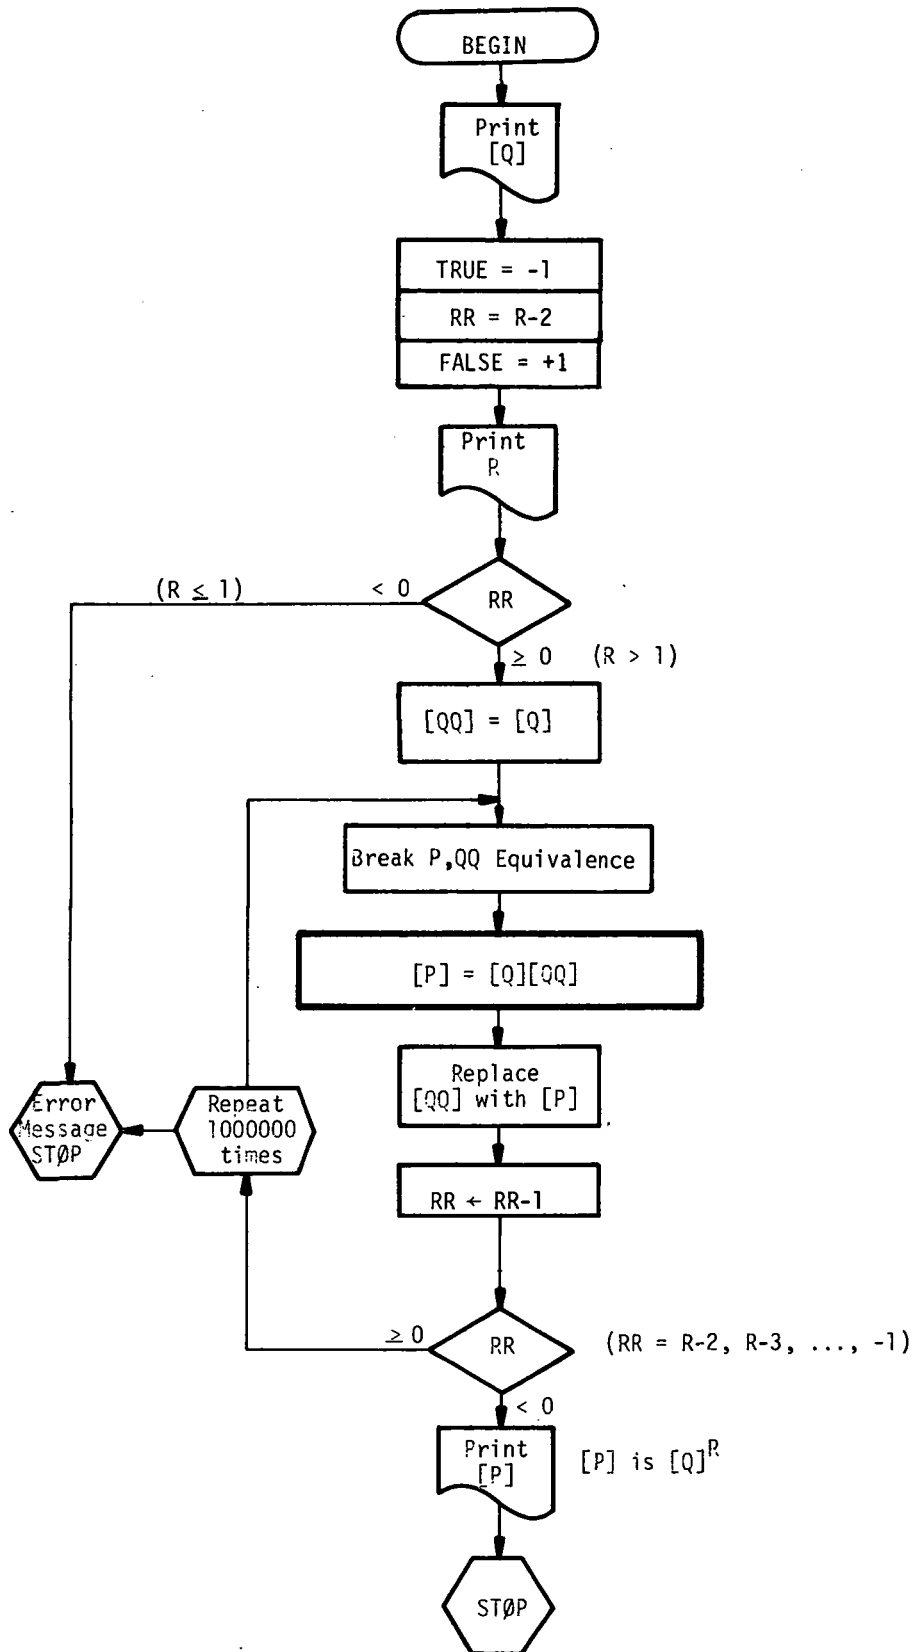 BEGIN
Print
[Q]
TRUE = -1
RR = R-2
FALSE = +1
Print
R
(R ≤ 1)
< 0
RR
≥ 0 (R > 1)
[QQ] = [Q]
Break P,QQ Equivalence
[P] = [Q][QQ]
Replace
[QQ] with [P]
Error
Message
STØP
Repeat
1000000
times
RR ← RR-1
≥ 0
RR
(RR = R-2, R-3, ..., -1)
< 0
Print
[P]
[P] is [Q]^R
STØP